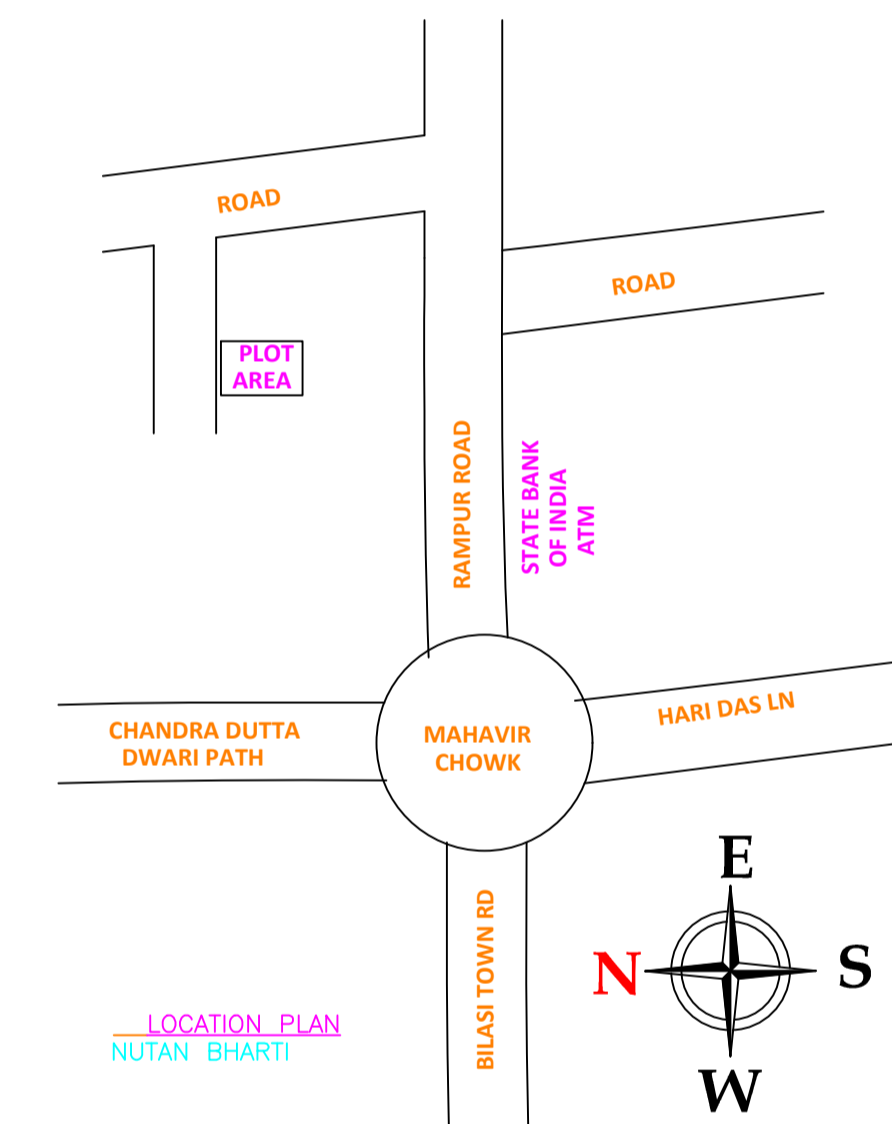 ROAD
ROAD
PLOT
AREA
RAMPUR ROAD
STATE BANK
OF INDIA
ATM
CHANDRA DUTTA
DWARI PATH
MAHAVIR
CHOWK
HARI DAS LN
BILASI TOWN RD
E
N
S
W
LOCATION PLAN
NUTAN BHARTI